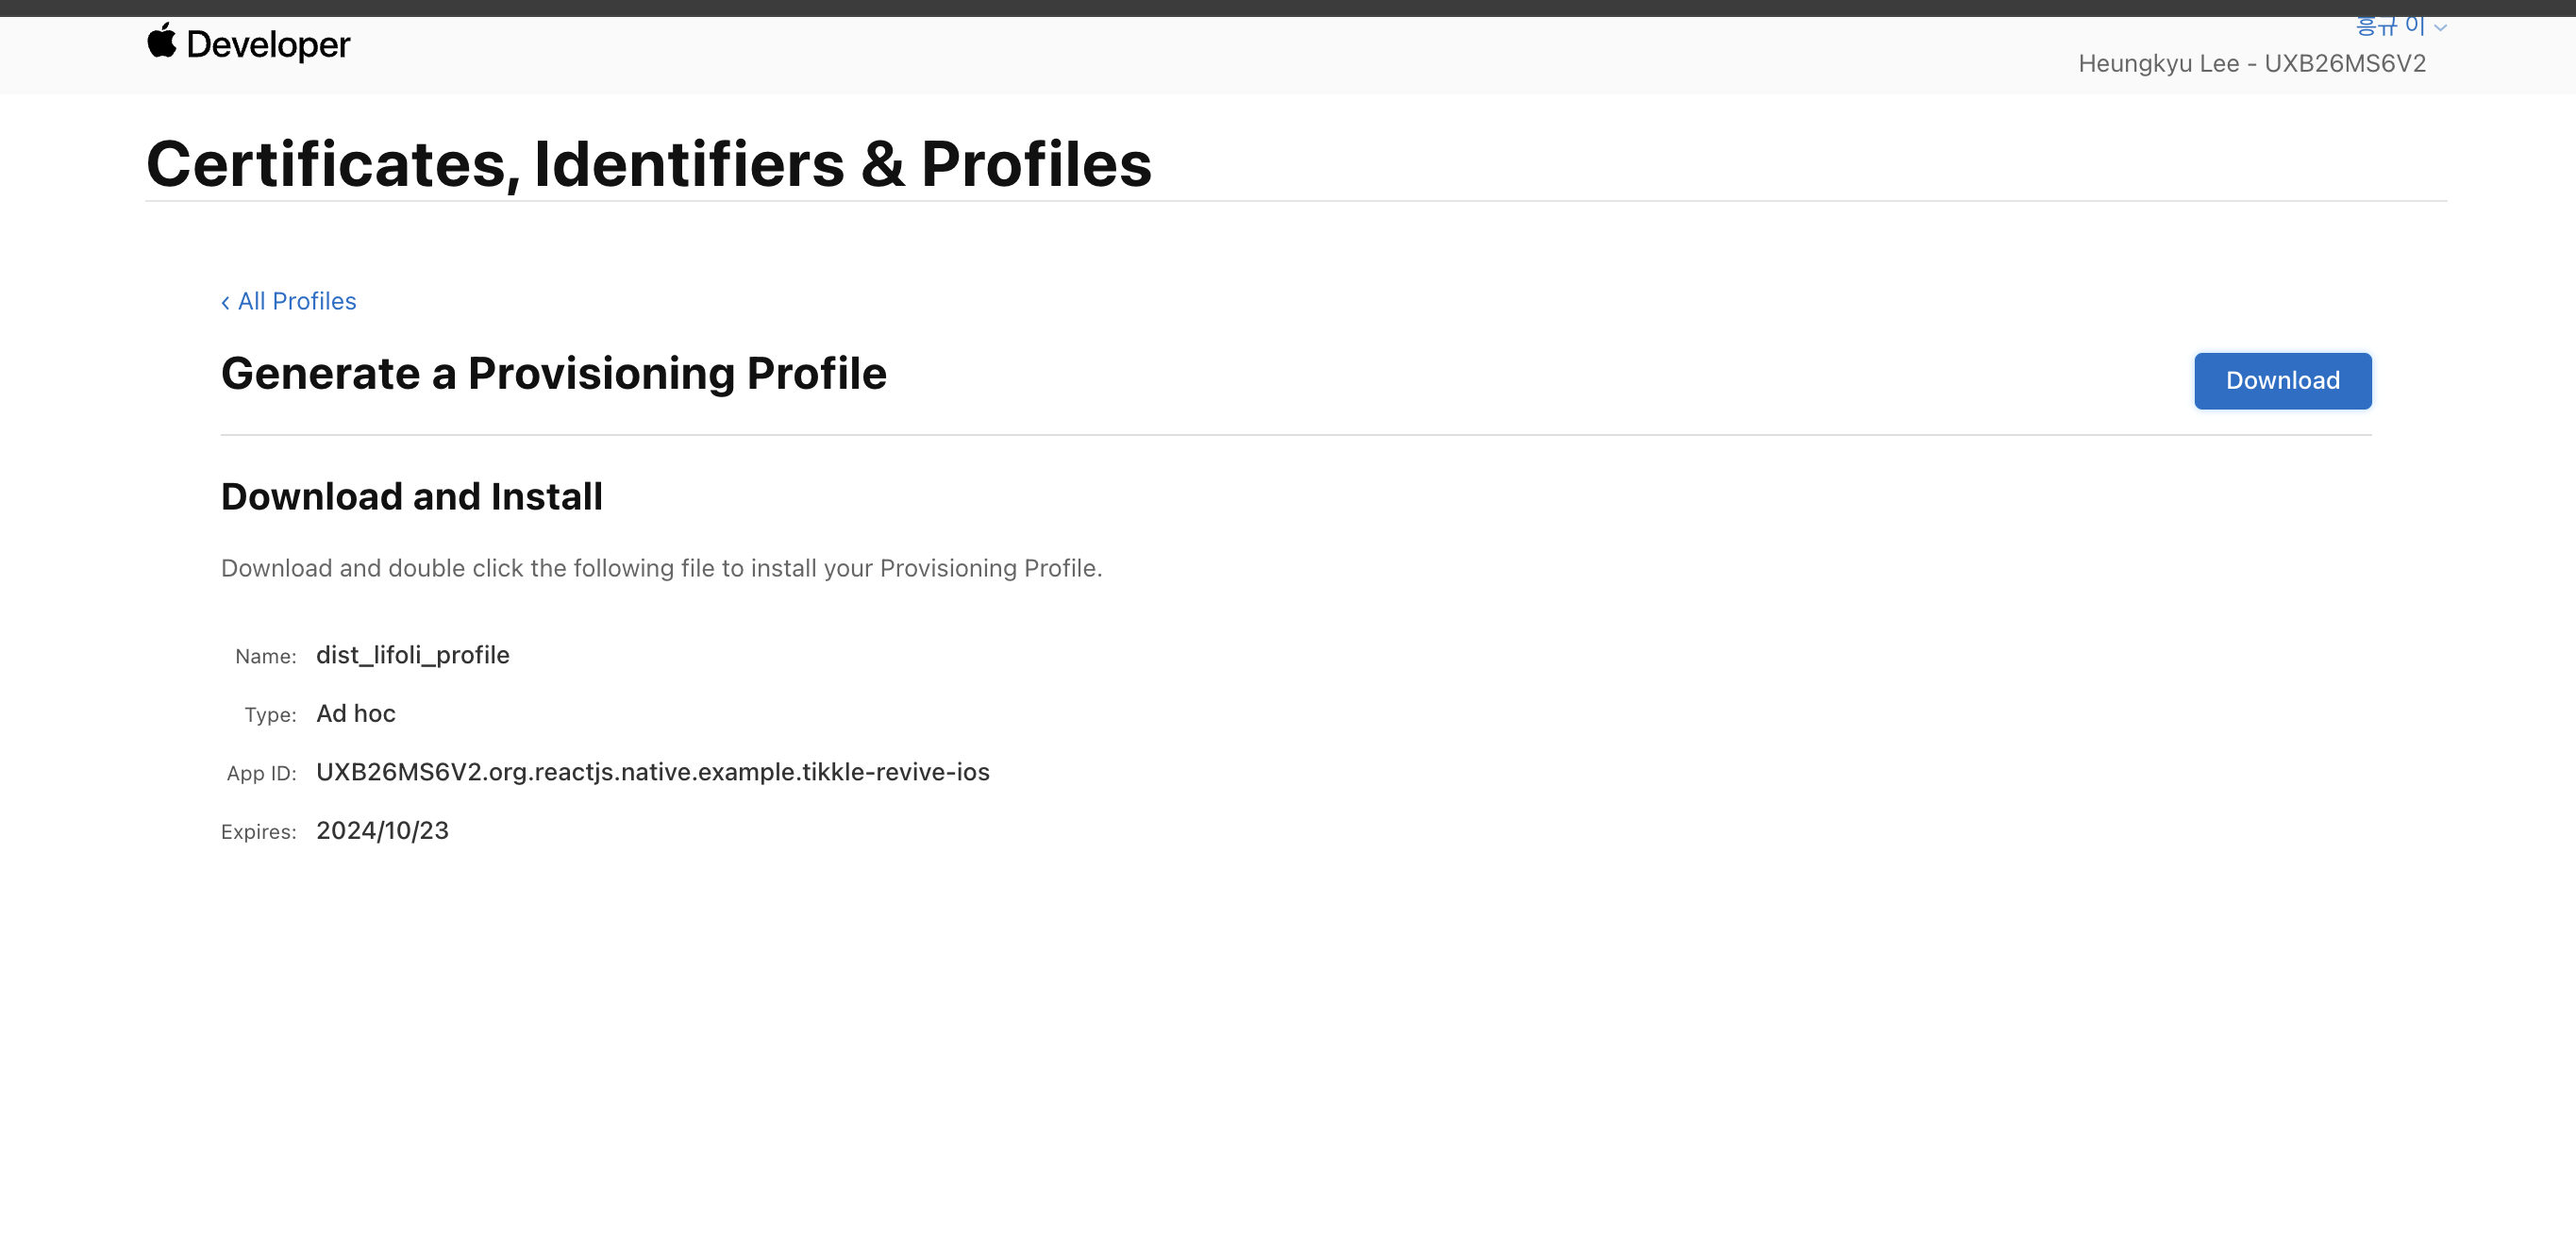 Developer
흥규 이
Heungkyu Lee - UXB26MS6V2
Certificates, Identifiers & Profiles
‹ All Profiles
Generate a Provisioning Profile
Download
Download and Install
Download and double click the following file to install your Provisioning Profile.
Name: dist_lifoli_profile
Type: Ad hoc
App ID: UXB26MS6V2.org.reactjs.native.example.tikkle-revive-ios
Expires: 2024/10/23